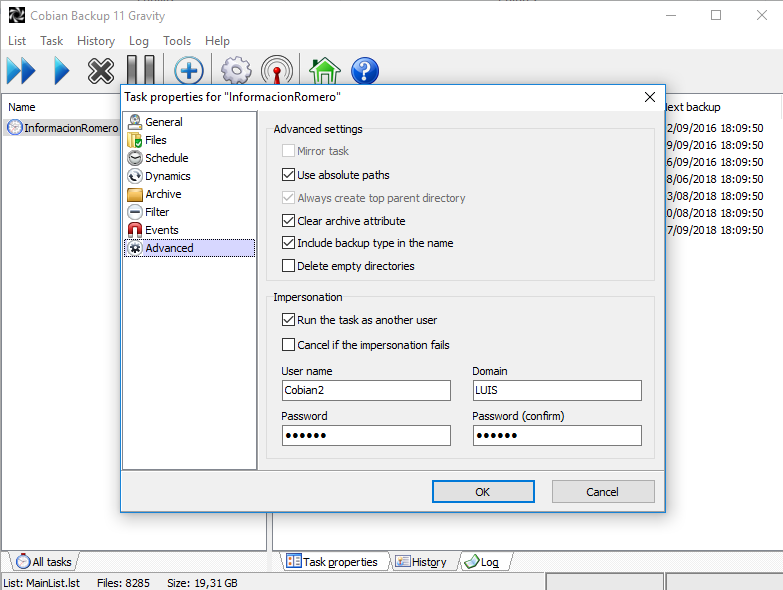 Cobian Backup 11 Gravity
List Task History Log Tools Help
Name
InformacionRomero
Task properties for "InformacionRomero"
General
Files
Schedule
Dynamics
Archive
Filter
Events
Advanced
Advanced settings
Mirror task
Use absolute paths
Always create top parent directory
Clear archive attribute
Include backup type in the name
Delete empty directories
Impersonation
Run the task as another user
Cancel if the impersonation fails
User name Domain
Cobian2 LUIS
Password Password (confirm)
•••••• ••••••
OK Cancel
ext backup
2/09/2016 18:09:50
9/09/2016 18:09:50
6/09/2016 18:09:50
8/06/2018 18:09:50
3/08/2018 18:09:50
0/08/2018 18:09:50
7/09/2018 18:09:50
All tasks Task properties History Log
List: MainList.lst Files: 8285 Size: 19,31 GB